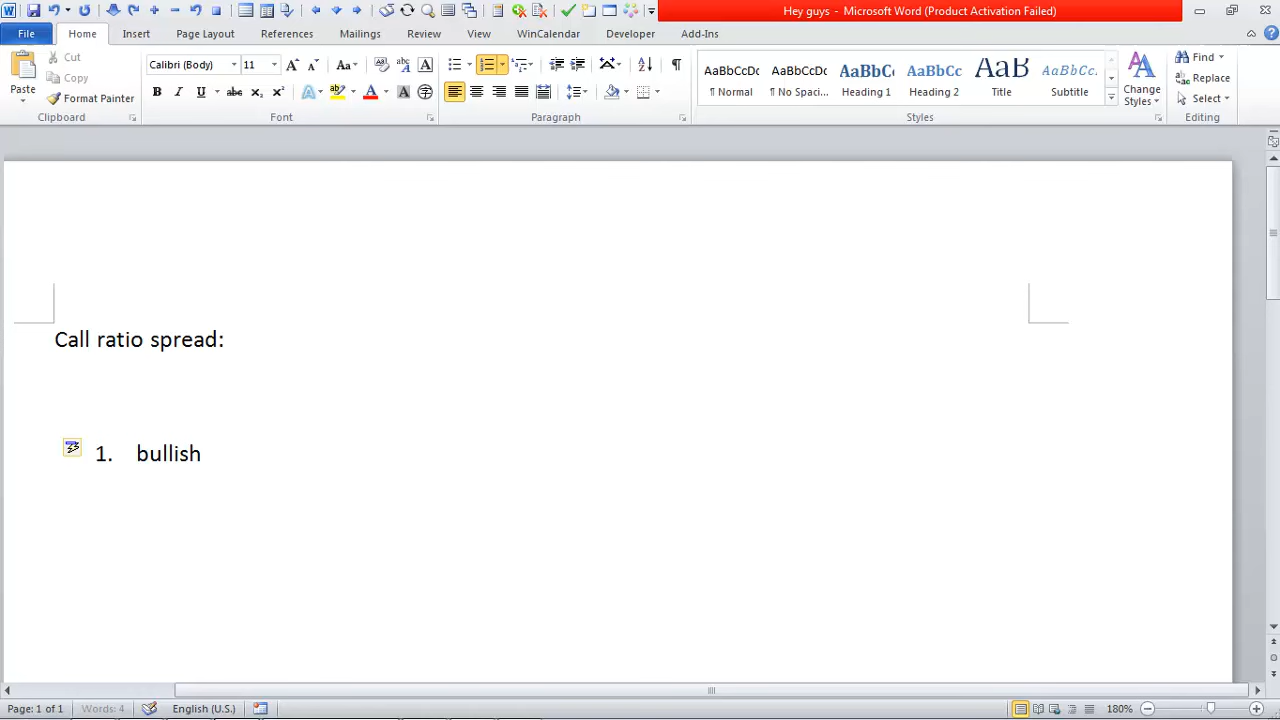 Hey guys - Microsoft Word (Product Activation Failed)
File Home Insert Page Layout References Mailings Review View WinCalendar Developer Add-Ins
Paste
Cut
Copy
Format Painter
Clipboard
Calibri (Body) 11
Font
Paragraph
AaBbCcDc AaBbCcDc AaBbCc AaBbCc AaB AaBbCc.
¶ Normal ¶ No Spaci... Heading 1 Heading 2 Title Subtitle
Change Styles
Styles
Find
Replace
Select
Editing
Call ratio spread:
1. bullish
Page: 1 of 1 Words: 4 English (U.S.) 180%